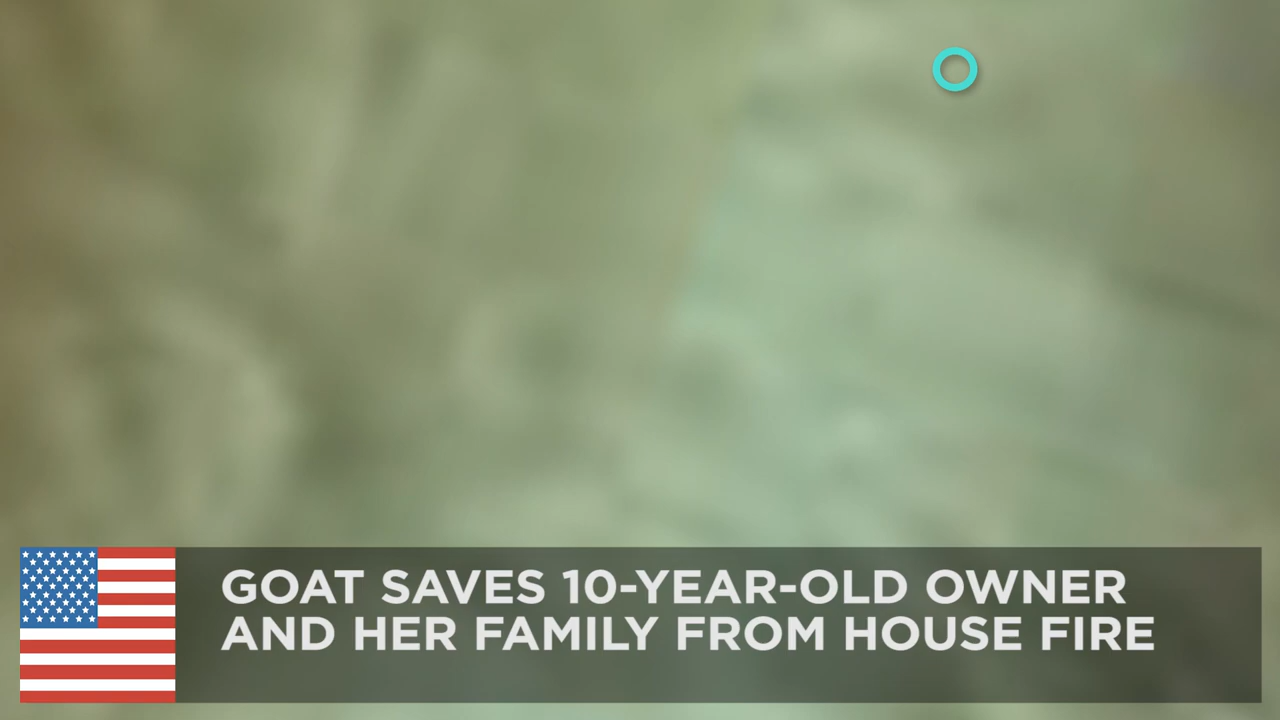 GOAT SAVES 10-YEAR-OLD OWNER
AND HER FAMILY FROM HOUSE FIRE